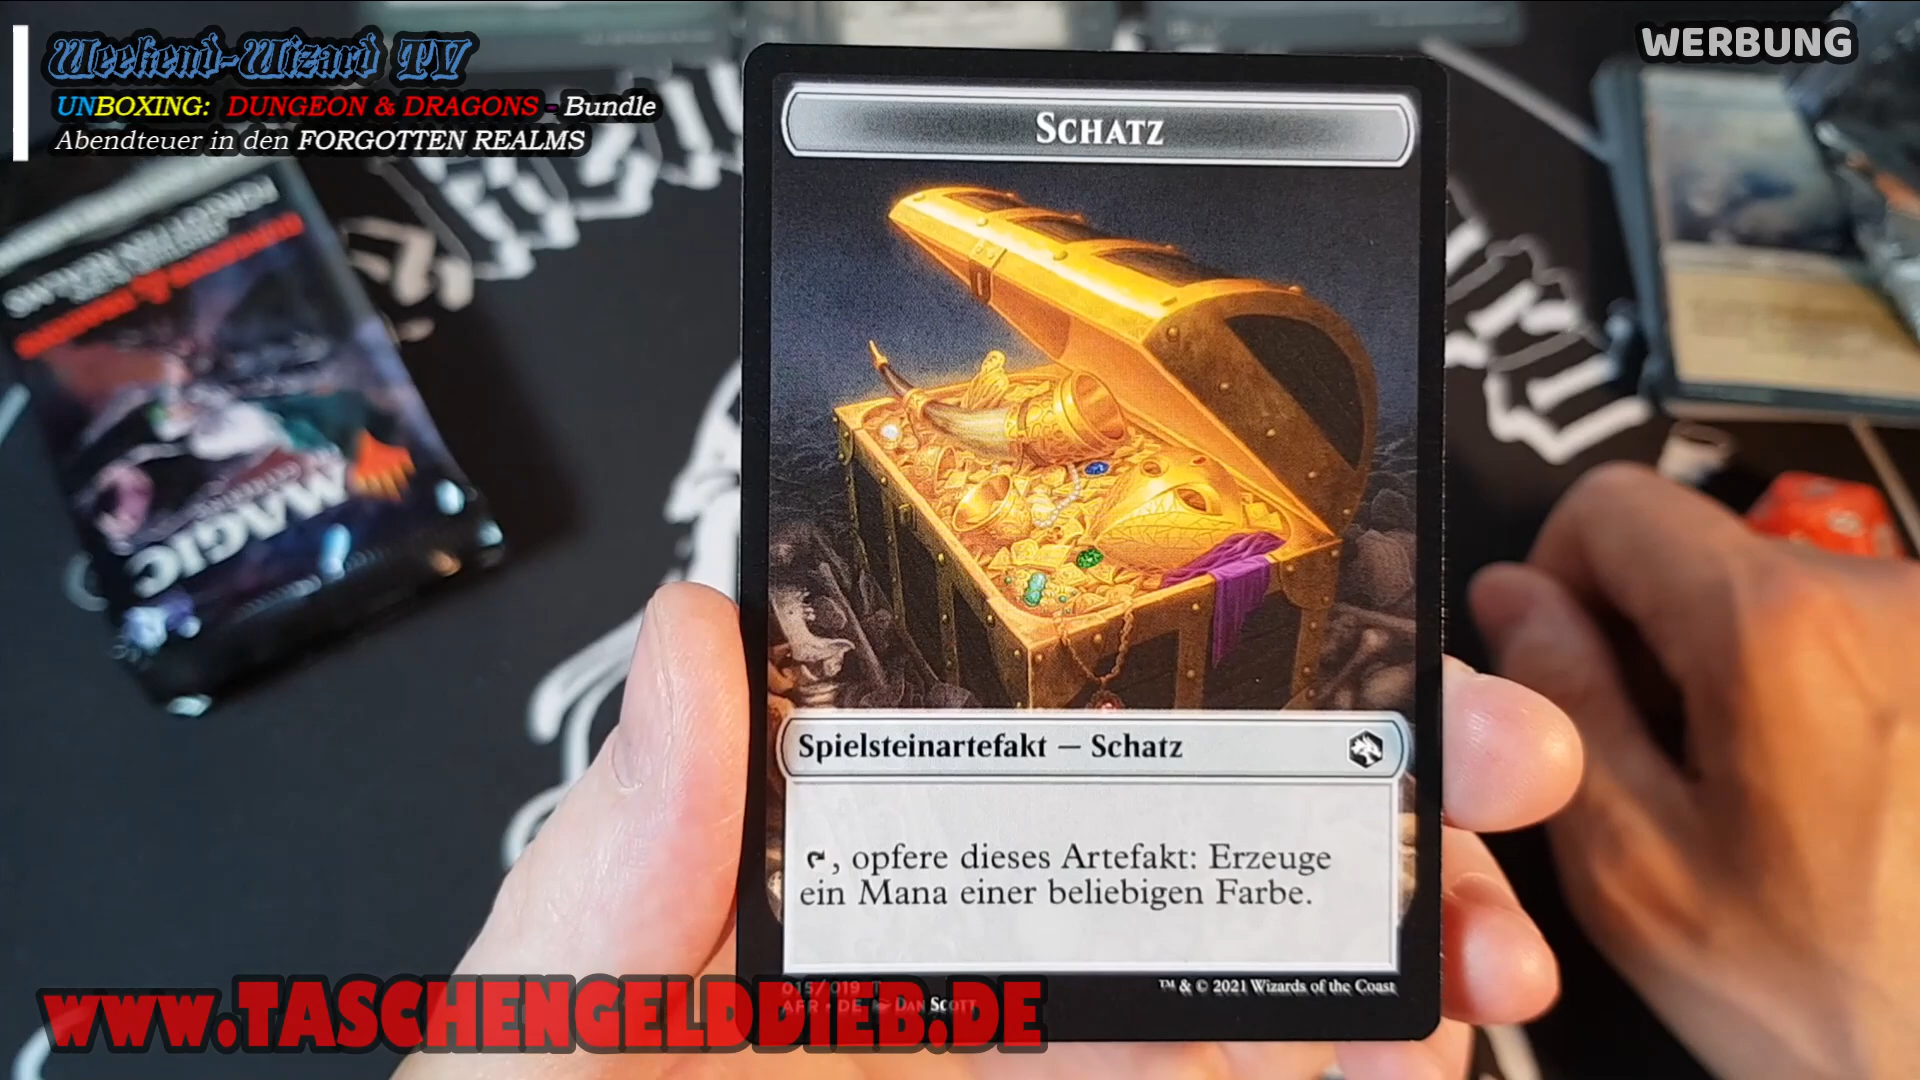 Weekend-Wizard TV
UNBOXING: DUNGEON & DRAGONS - Bundle
Abendteuer in den FORGOTTEN REALMS
WERBUNG
MAGIC
SCHATZ
Spielsteinartefakt — Schatz
, opfere dieses Artefakt: Erzeuge
ein Mana einer beliebigen Farbe.
015/019 T
AFR • DE DAN SCOTT
™ & © 2021 Wizards of the Coast
www.TASCHENGELDDIEB.DE